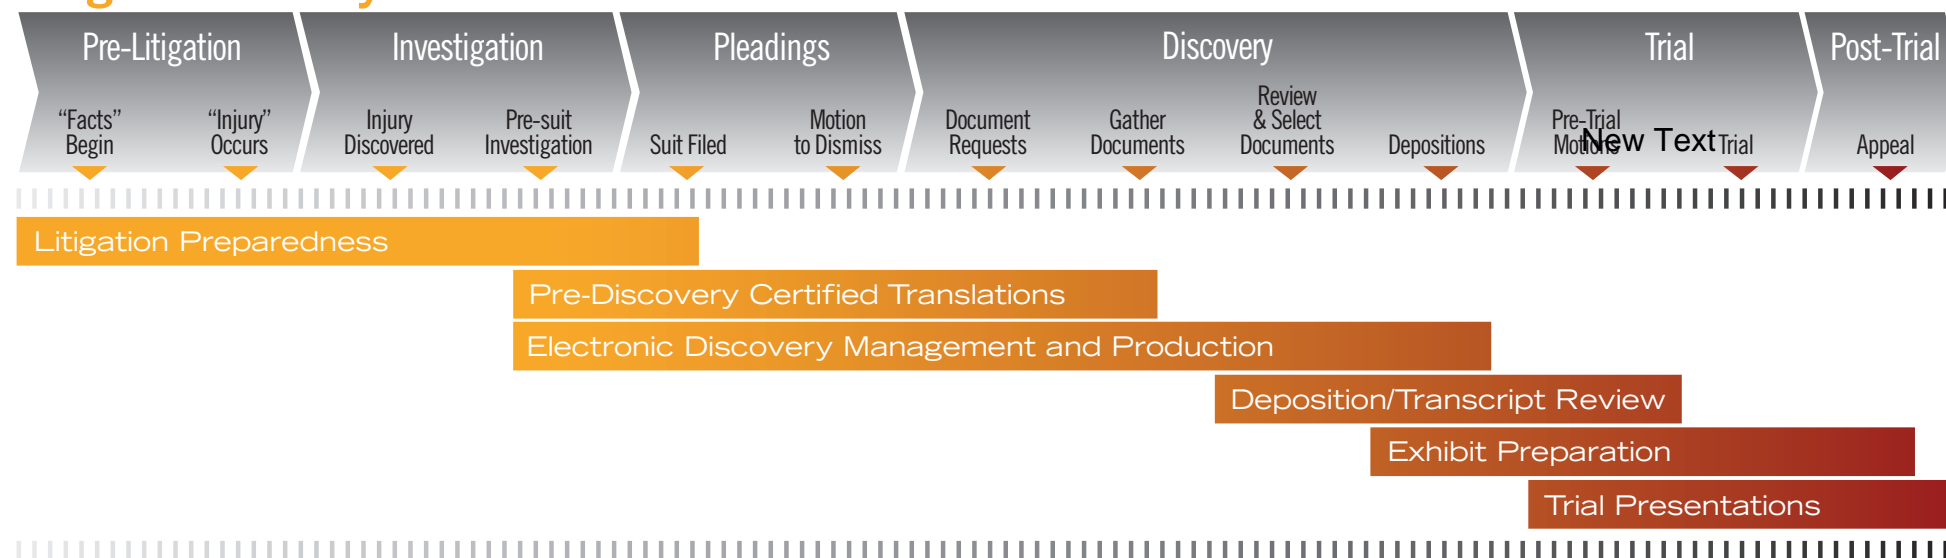 Pre-Litigation
Investigation
Pleadings
Discovery
Trial
Post-Trial
“Facts”
Begin
“Injury”
Occurs
Injury
Discovered
Pre-suit
Investigation
Suit Filed
Motion
to Dismiss
Document
Requests
Gather
Documents
Review
& Select
Documents
Depositions
Pre-Trial
Motions
New Text
Trial
Appeal
Litigation Preparedness
Pre-Discovery Certified Translations
Electronic Discovery Management and Production
Deposition/Transcript Review
Exhibit Preparation
Trial Presentations